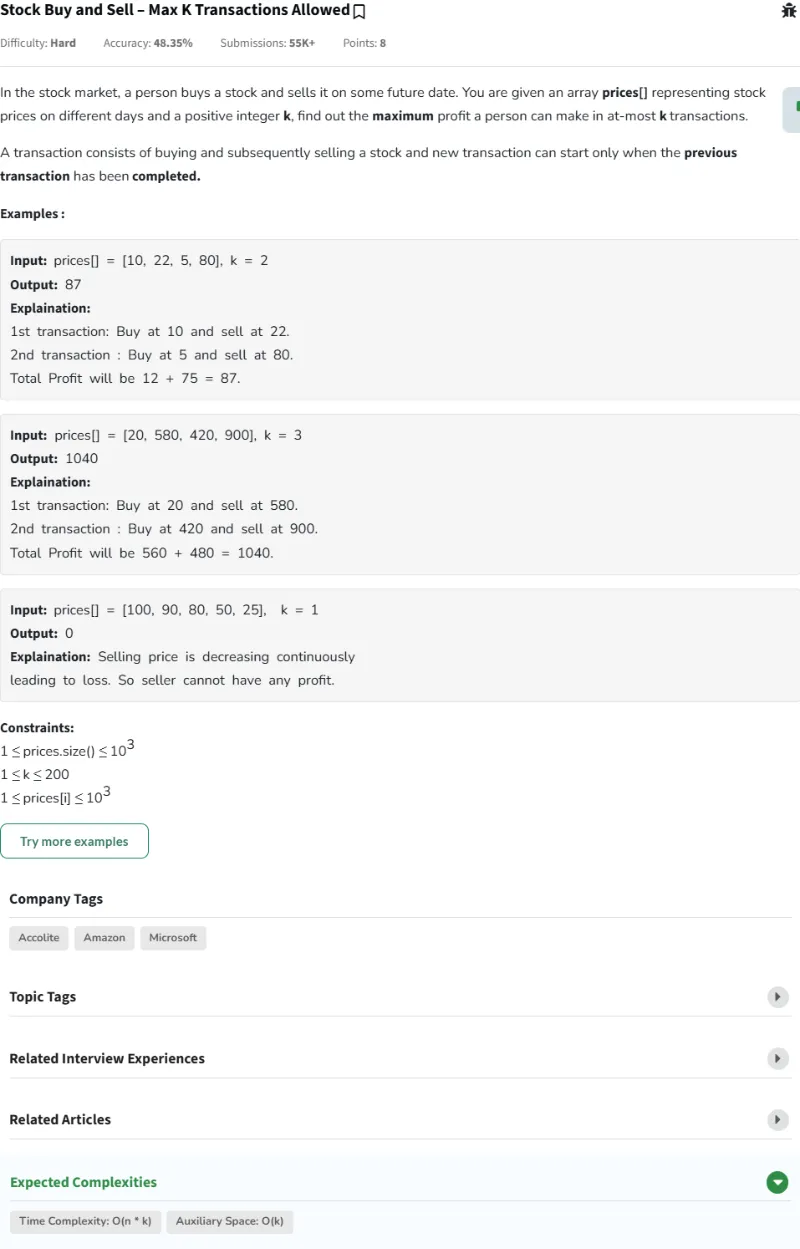 Stock Buy and Sell – Max K Transactions Allowed
Difficulty: Hard Accuracy: 48.35% Submissions: 55K+ Points: 8
In the stock market, a person buys a stock and sells it on some future date. You are given an array prices[] representing stock
prices on different days and a positive integer k, find out the maximum profit a person can make in at-most k transactions.
A transaction consists of buying and subsequently selling a stock and new transaction can start only when the previous
transaction has been completed.
Examples :
Input: prices[] = [10, 22, 5, 80], k = 2
Output: 87
Explaination:
1st transaction: Buy at 10 and sell at 22.
2nd transaction : Buy at 5 and sell at 80.
Total Profit will be 12 + 75 = 87.
Input: prices[] = [20, 580, 420, 900], k = 3
Output: 1040
Explaination:
1st transaction: Buy at 20 and sell at 580.
2nd transaction : Buy at 420 and sell at 900.
Total Profit will be 560 + 480 = 1040.
Input: prices[] = [100, 90, 80, 50, 25], k = 1
Output: 0
Explaination: Selling price is decreasing continuously
leading to loss. So seller cannot have any profit.
Constraints:
1 ≤ prices.size() ≤ 10³
1 ≤ k ≤ 200
1 ≤ prices[i] ≤ 10³
Try more examples
Company Tags
Accolite Amazon Microsoft
Topic Tags
Related Interview Experiences
Related Articles
Expected Complexities
Time Complexity: O(n * k) Auxiliary Space: O(k)